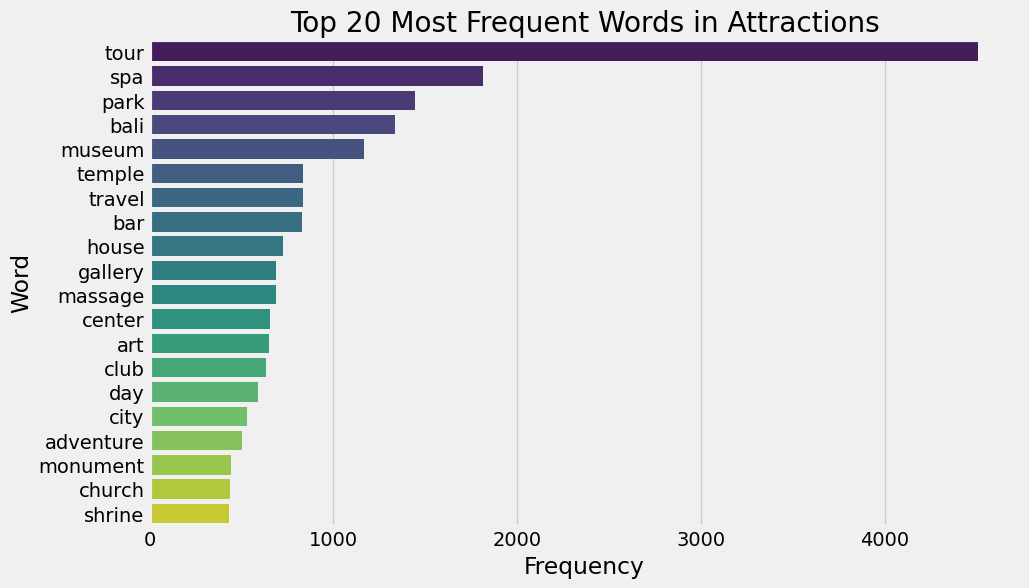 Top 20 Most Frequent Words in Attractions
Word
tour
spa
park
bali
museum
temple
travel
bar
house
gallery
massage
center
art
club
day
city
adventure
monument
church
shrine
0 1000 2000 3000 4000
Frequency